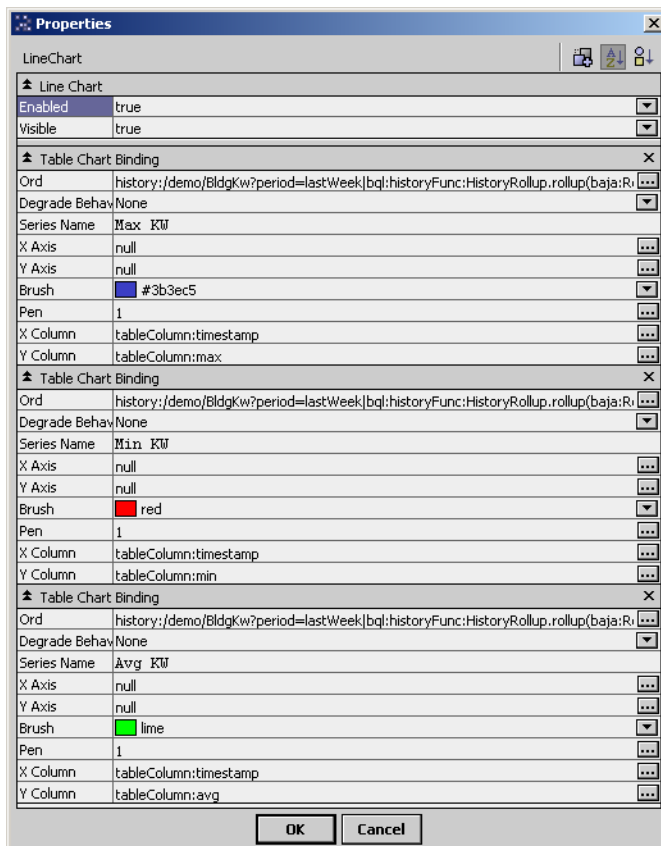 Properties
LineChart
Line Chart
Enabled true
Visible true
Table Chart Binding
Ord history:/demo/BldgKw?period=lastWeek|bql:historyFunc:HistoryRollup.rollup(baja:R
Degrade Behav None
Series Name Max KW
X Axis null
Y Axis null
Brush #3b3ec5
Pen 1
X Column tableColumn:timestamp
Y Column tableColumn:max
Table Chart Binding
Ord history:/demo/BldgKw?period=lastWeek|bql:historyFunc:HistoryRollup.rollup(baja:R
Degrade Behav None
Series Name Min KW
X Axis null
Y Axis null
Brush red
Pen 1
X Column tableColumn:timestamp
Y Column tableColumn:min
Table Chart Binding
Ord history:/demo/BldgKw?period=lastWeek|bql:historyFunc:HistoryRollup.rollup(baja:R
Degrade Behav None
Series Name Avg KW
X Axis null
Y Axis null
Brush lime
Pen 1
X Column tableColumn:timestamp
Y Column tableColumn:avg
OK Cancel